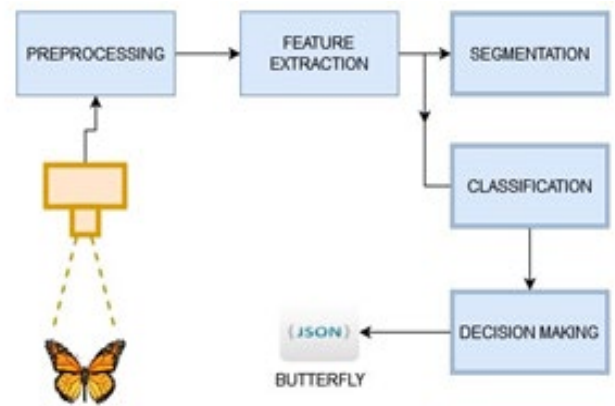 PREPROCESSING
FEATURE
EXTRACTION
SEGMENTATION
CLASSIFICATION
DECISION MAKING
{JSON}
BUTTERFLY